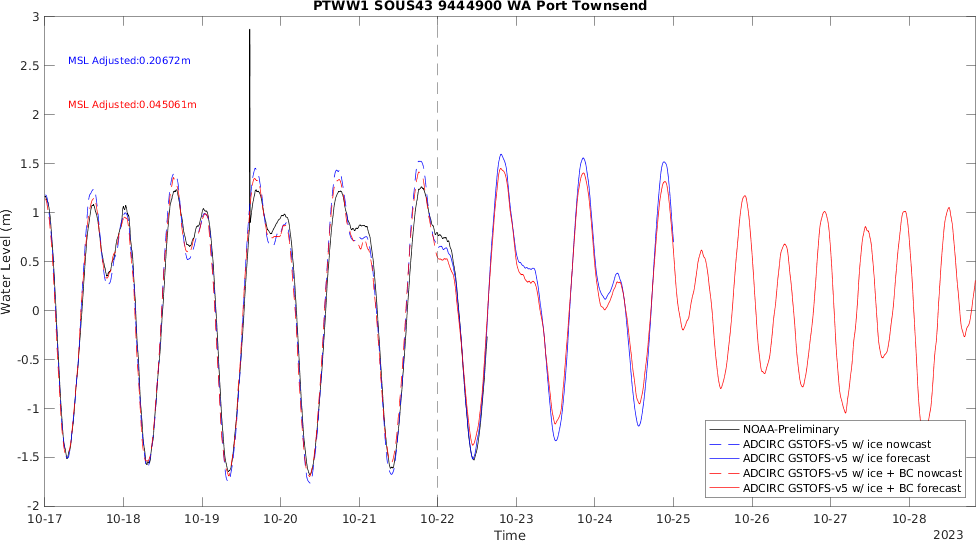 PTWW1 SOUS43 9444900 WA Port Townsend
3
2.5
2
1.5
1
0.5
0
-0.5
-1
-1.5
-2
Water Level (m)
MSL Adjusted:0.20672m
MSL Adjusted:0.045061m
NOAA-Preliminary
ADCIRC GSTOFS-v5 w/ ice nowcast
ADCIRC GSTOFS-v5 w/ ice forecast
ADCIRC GSTOFS-v5 w/ ice + BC nowcast
ADCIRC GSTOFS-v5 w/ ice + BC forecast
10-17 10-18 10-19 10-20 10-21 10-22 10-23 10-24 10-25 10-26 10-27 10-28
Time
2023